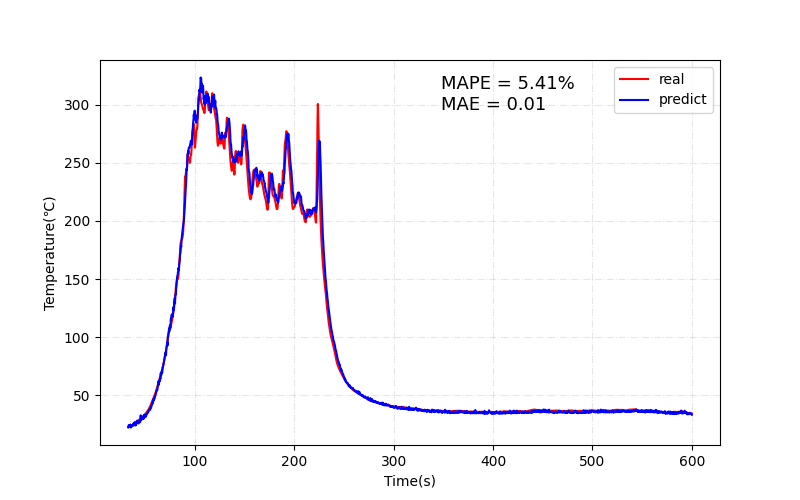 MAPE = 5.41%
MAE = 0.01
real
predict
300
250
200
150
100
50
Temperature(℃)
100
200
300
400
500
600
Time(s)